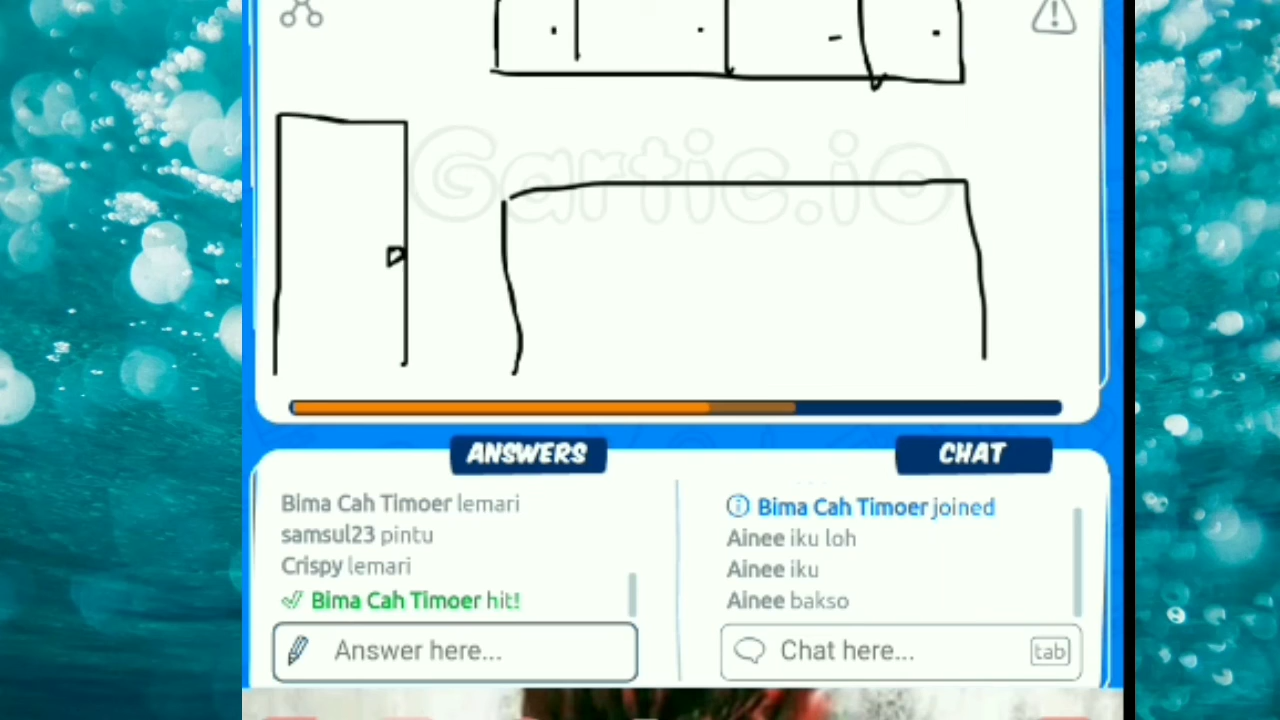 Gartic.io
ANSWERS
CHAT
Bima Cah Timoer lemari
samsul23 pintu
Crispy lemari
Bima Cah Timoer hit!
Answer here...
Bima Cah Timoer joined
Ainee iku loh
Ainee iku
Ainee bakso
Chat here...
tab